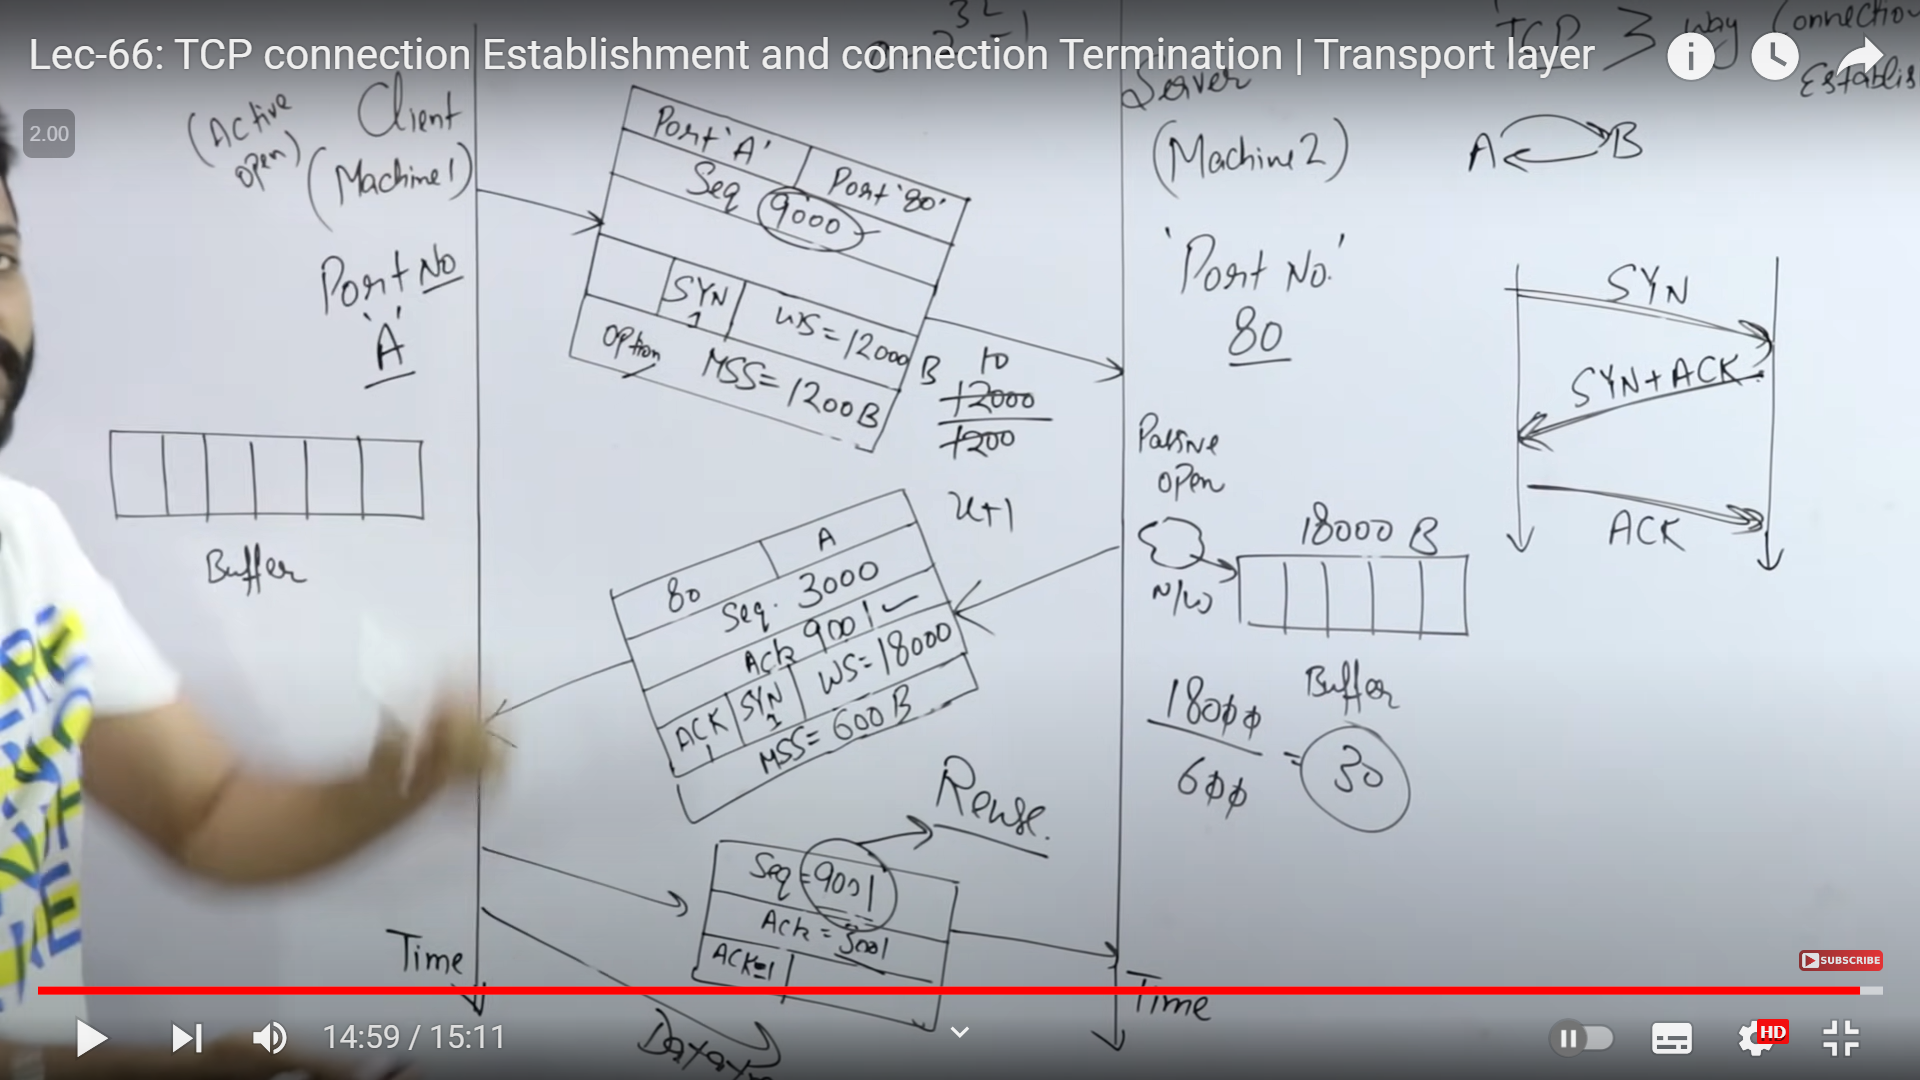 Lec-66: TCP connection Establishment and connection Termination | Transport layer
2.00
(Active open)
Client
(Machine 1)
Port No
'A'
Buffer
Time
Port 'A' Port '80'
Seq 9000
SYN 1 WS = 12000 B
Option MSS = 1200 B
10
12000
1200
x+1
80 A
Seq. 3000
Ack 9001
ACK 1 SYN 1 WS = 18000
MSS = 600 B
Reuse.
Seq = 9001
Ack = 3001
ACK=1
Server
(Machine 2)
'Port No.'
80
Passive open
N/W
18000 B
Buffer
18000
600
= 30
Time
TCP 3 way
A B
SYN
SYN+ACK
ACK
SUBSCRIBE
14:59 / 15:11
HD